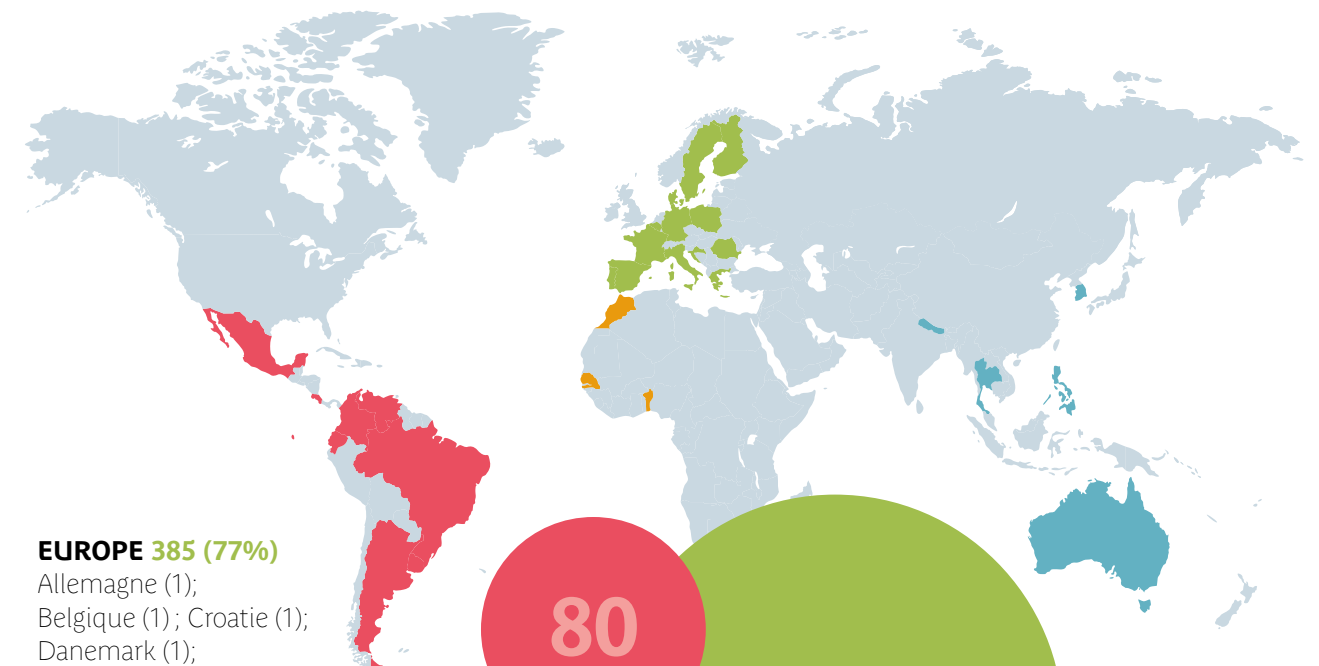 EUROPE 385 (77%)
Allemagne (1);
Belgique (1) ; Croatie (1);
Danemark (1);
80